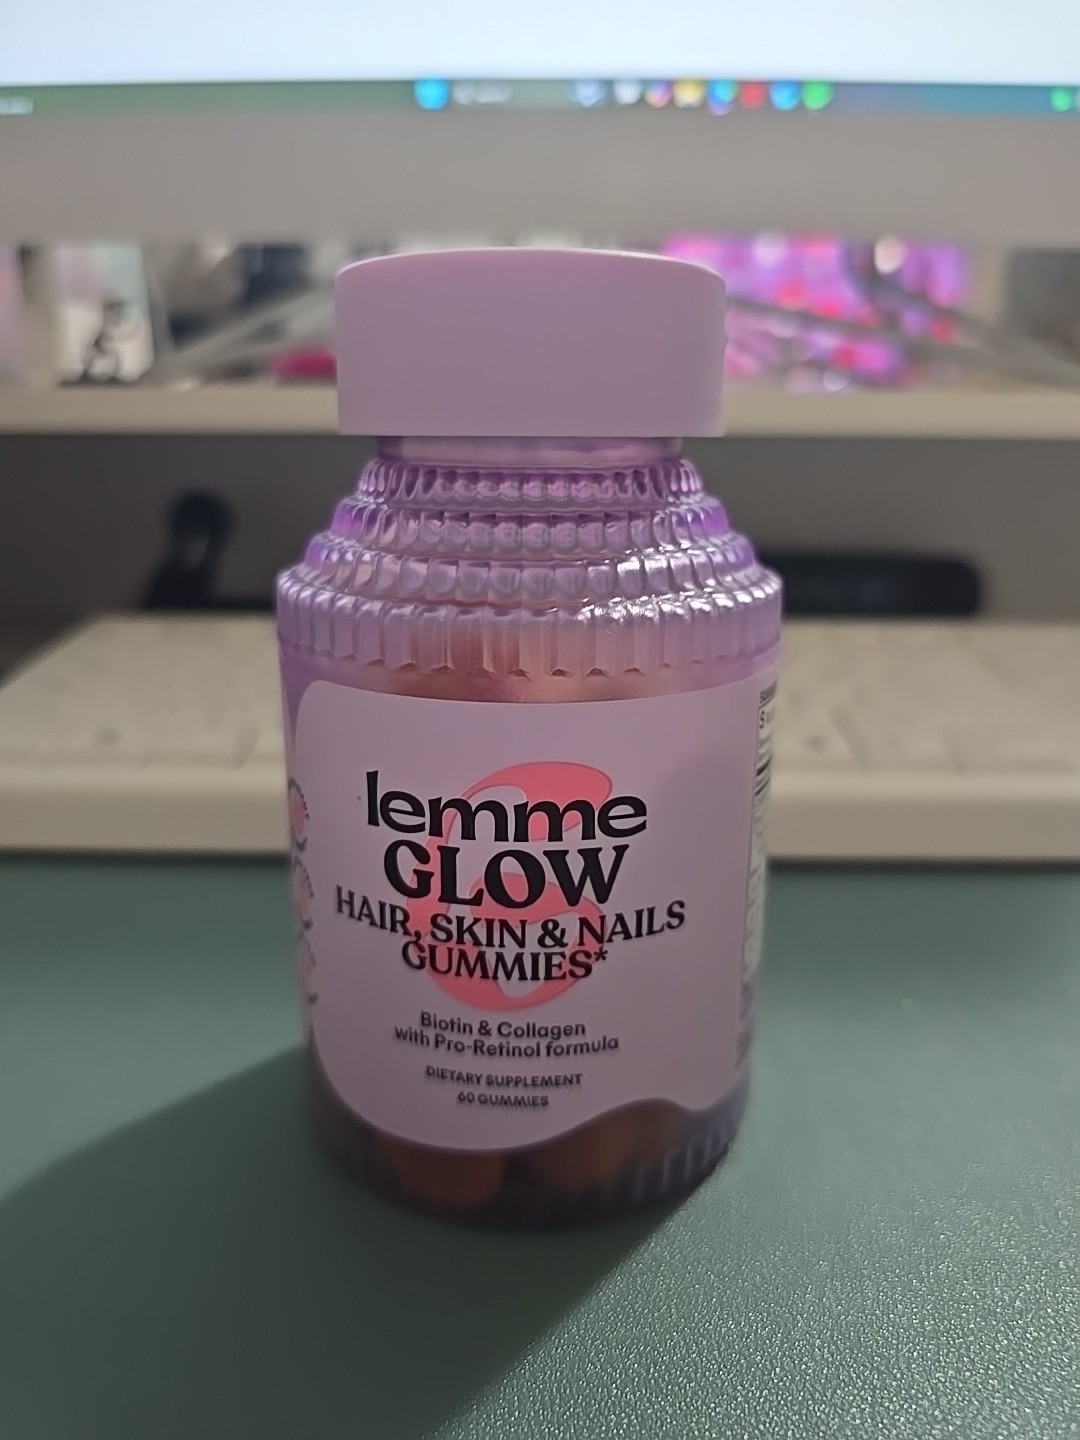 lemme
GLOW
HAIR, SKIN & NAILS
GUMMIES*
Biotin & Collagen
with Pro-Retinol formula
DIETARY SUPPLEMENT
60 GUMMIES